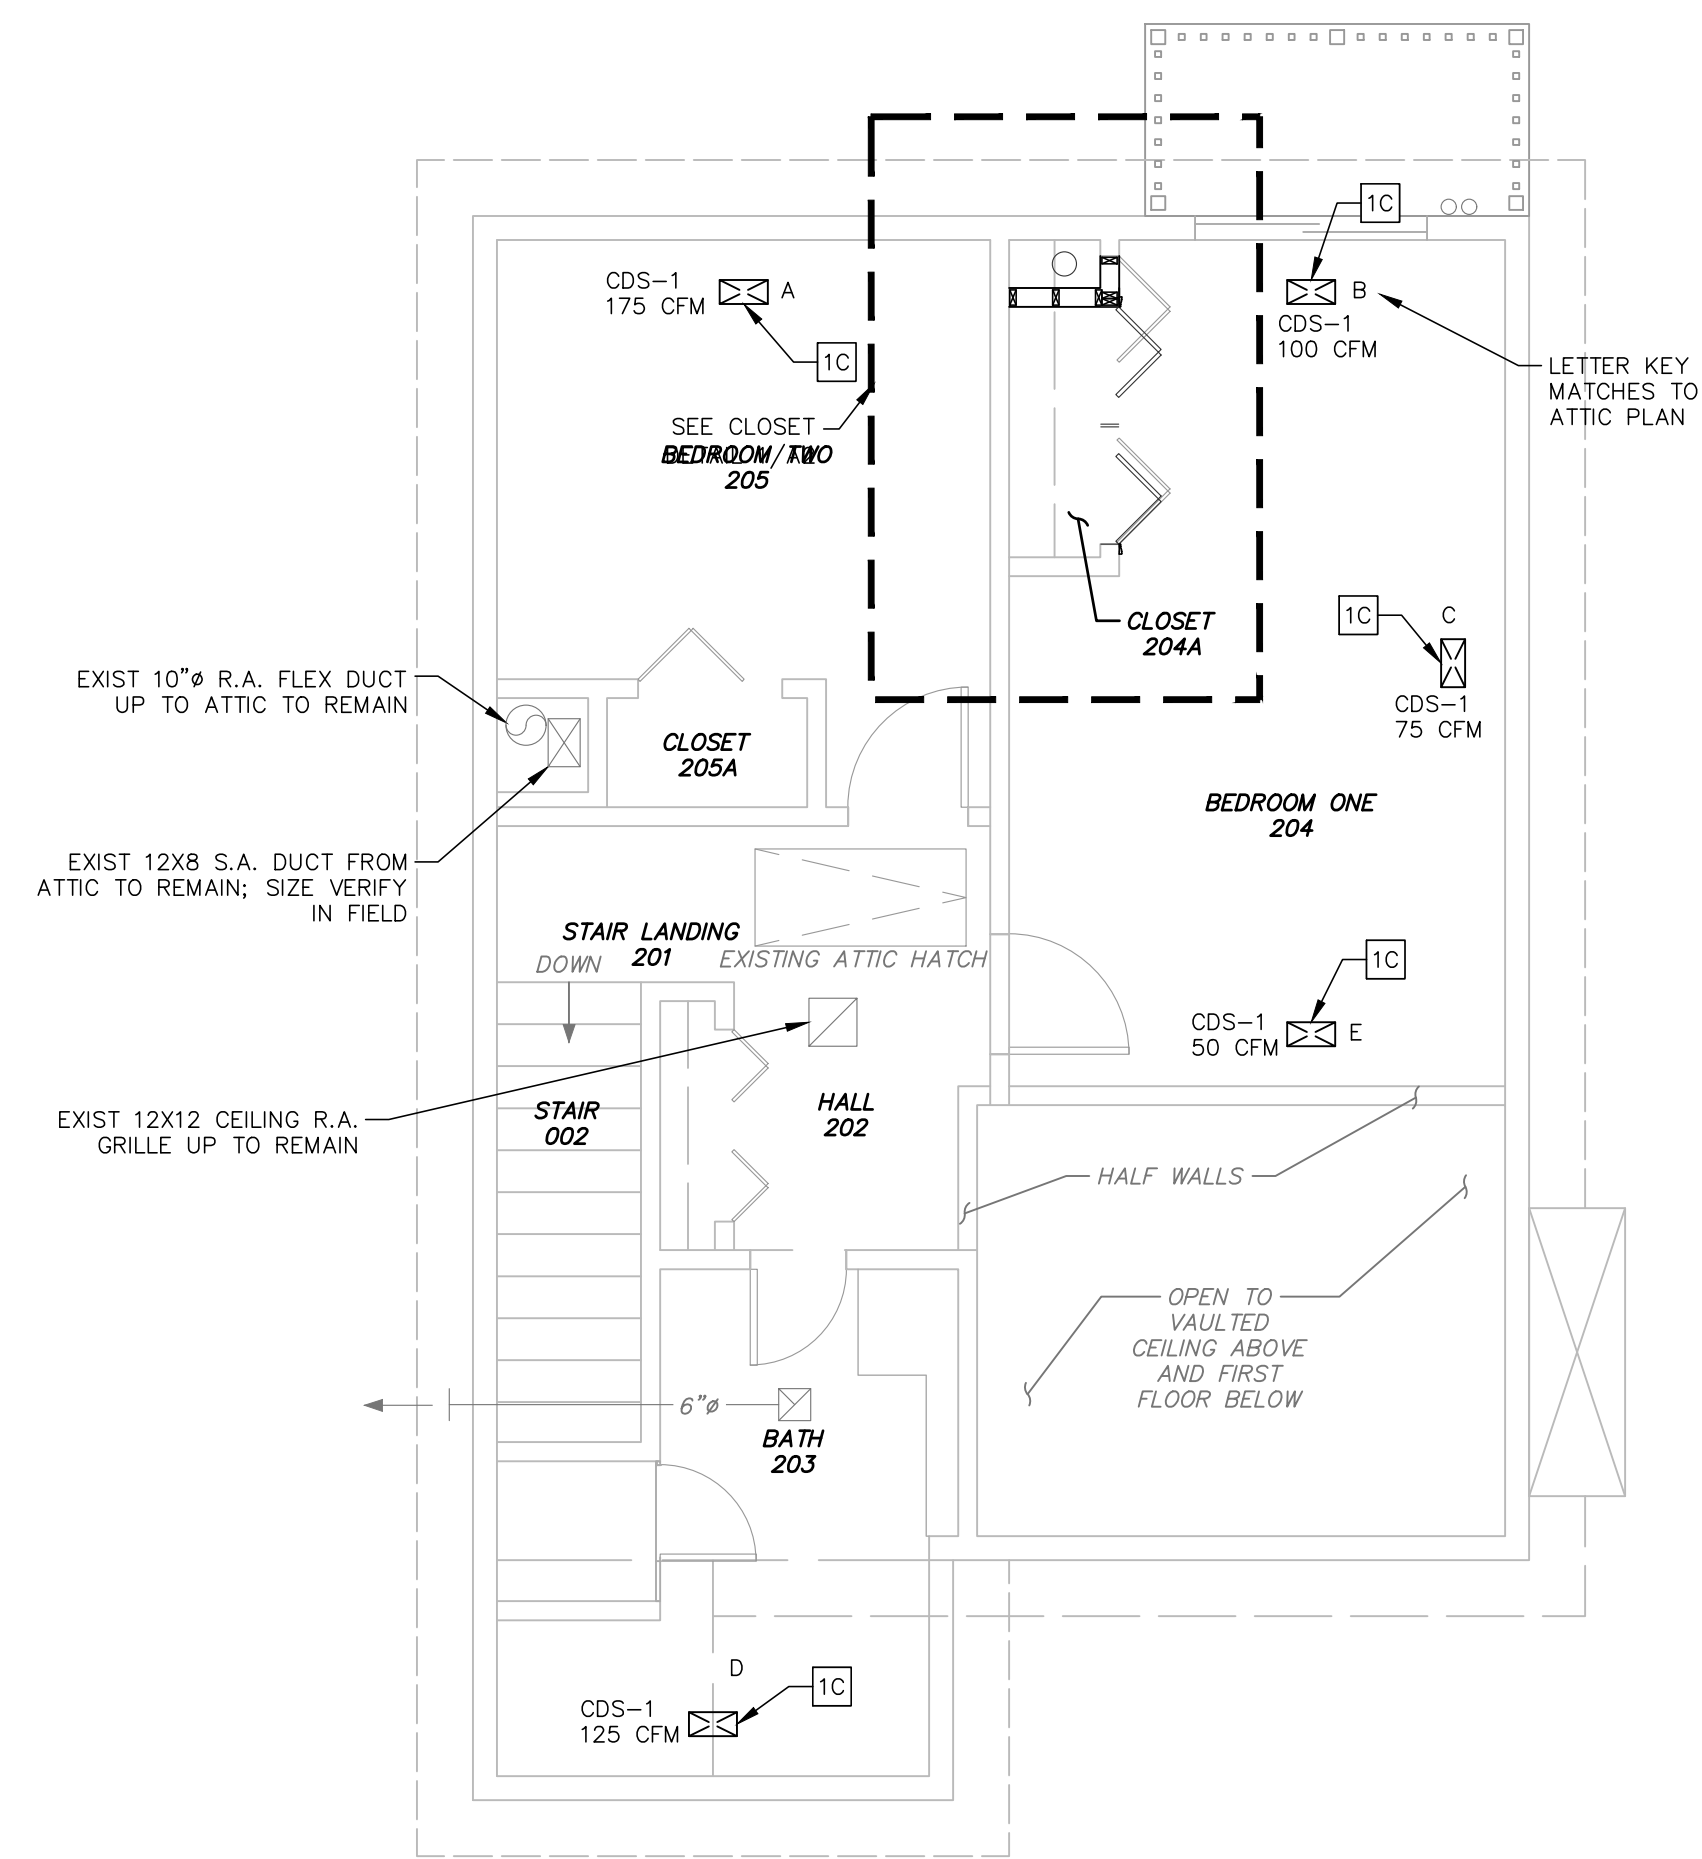 1C
CDS-1
175 CFM
A
1C
B
CDS-1
100 CFM
LETTER KEY
MATCHES TO
ATTIC PLAN
SEE CLOSET
BEDROOM TWO
205
1C
C
CDS-1
75 CFM
CLOSET
204A
EXIST 10"ø R.A. FLEX DUCT
UP TO ATTIC TO REMAIN
CLOSET
205A
BEDROOM ONE
204
EXIST 12X8 S.A. DUCT FROM
ATTIC TO REMAIN; SIZE VERIFY
IN FIELD
STAIR LANDING
201
DOWN
EXISTING ATTIC HATCH
1C
CDS-1
50 CFM
E
EXIST 12X12 CEILING R.A.
GRILLE UP TO REMAIN
STAIR
002
HALL
202
HALF WALLS
OPEN TO
VAULTED
CEILING ABOVE
AND FIRST
FLOOR BELOW
6"ø
BATH
203
D
1C
CDS-1
125 CFM